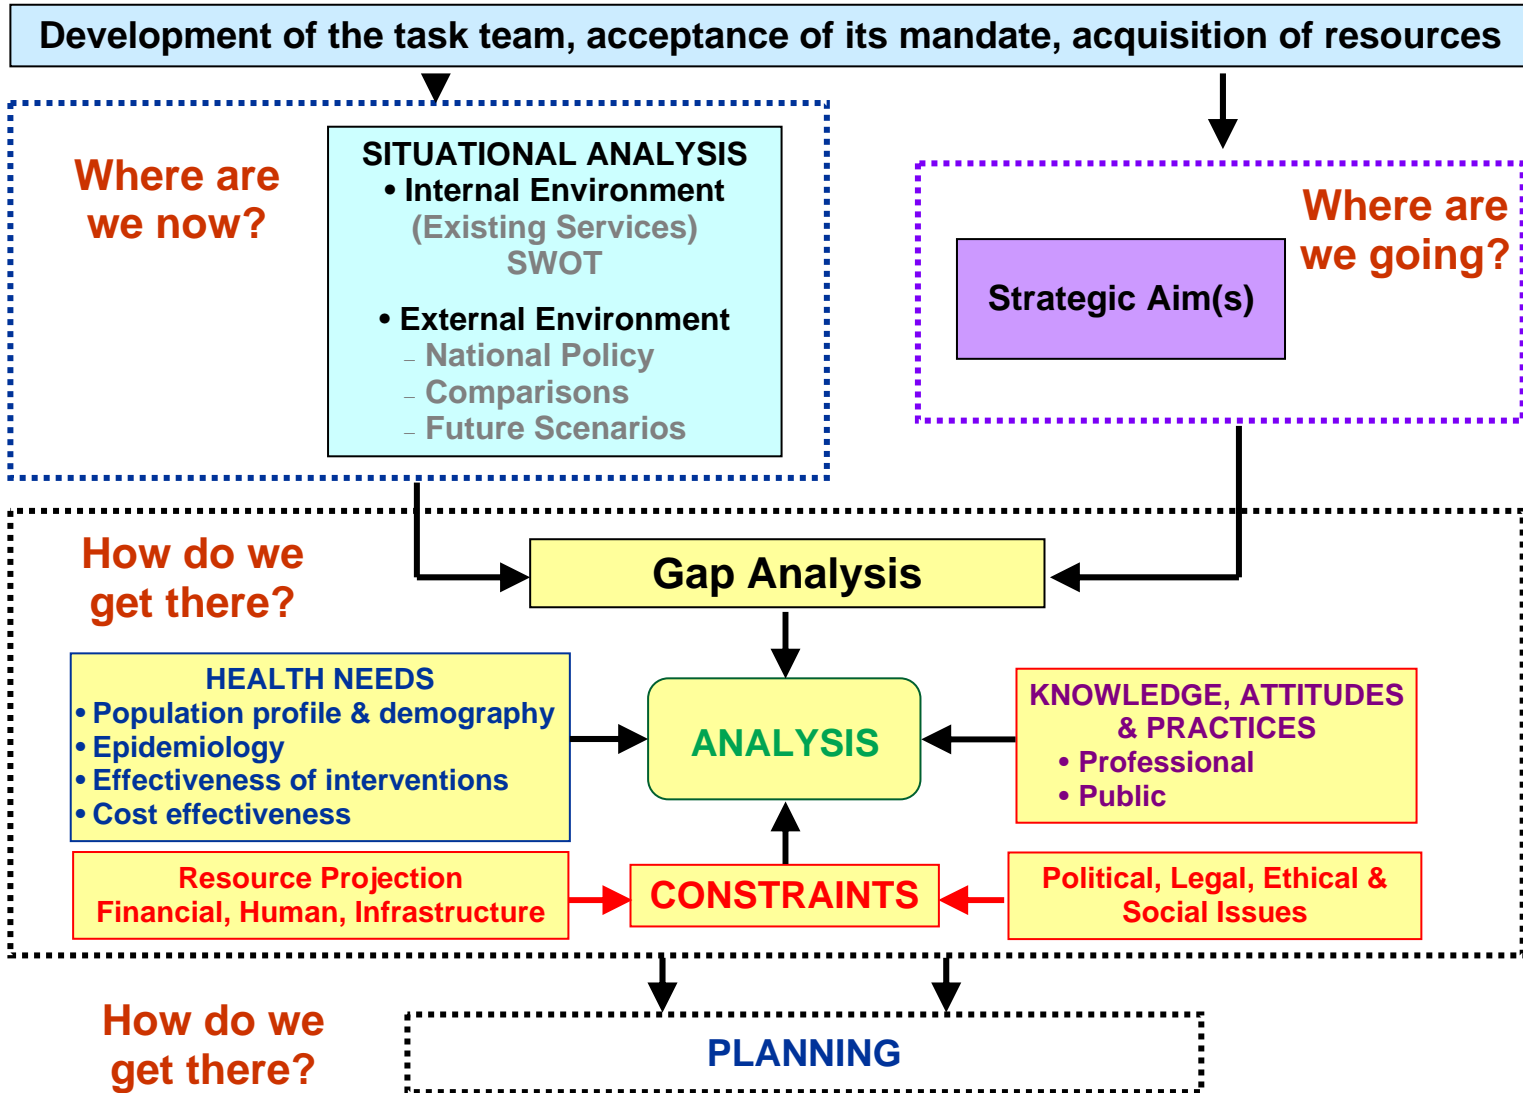 Development of the task team, acceptance of its mandate, acquisition of resources
Where are
we now?
SITUATIONAL ANALYSIS
• Internal Environment
(Existing Services)
SWOT
• External Environment
– National Policy
– Comparisons
– Future Scenarios
Where are
we going?
Strategic Aim(s)
How do we
get there?
Gap Analysis
HEALTH NEEDS
• Population profile & demography
• Epidemiology
• Effectiveness of interventions
• Cost effectiveness
ANALYSIS
KNOWLEDGE, ATTITUDES
& PRACTICES
• Professional
• Public
Resource Projection
Financial, Human, Infrastructure
CONSTRAINTS
Political, Legal, Ethical &
Social Issues
How do we
get there?
PLANNING